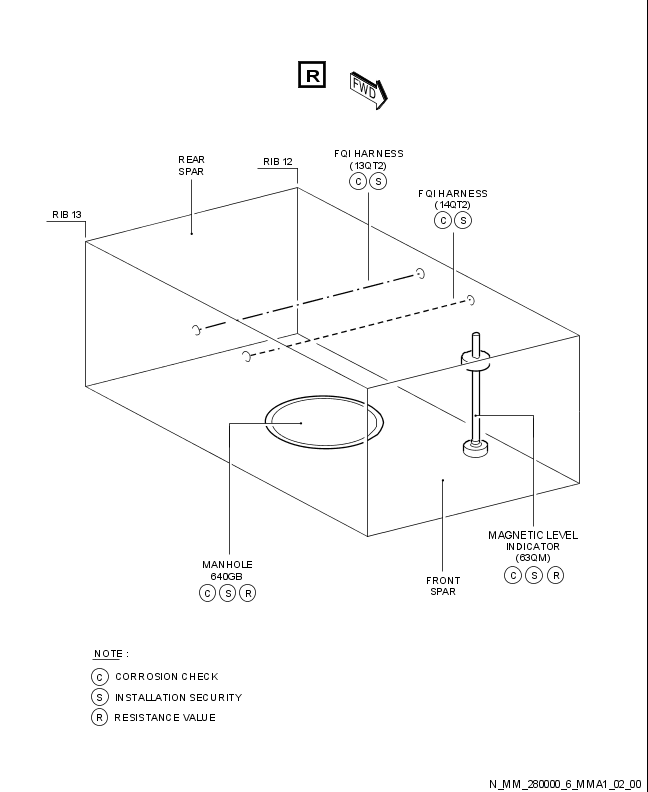 R
FWD
FQI HARNESS
(13QT2)
C S
REAR
SPAR
RIB 12
FQI HARNESS
(14QT2)
C S
RIB 13
MAGNETIC LEVEL
INDICATOR
(63QM)
C S R
MANHOLE
640GB
C S R
FRONT
SPAR
NOTE :
C CORROSION CHECK
S INSTALLATION SECURITY
R RESISTANCE VALUE
N_MM_280000_6_MMA1_02_00